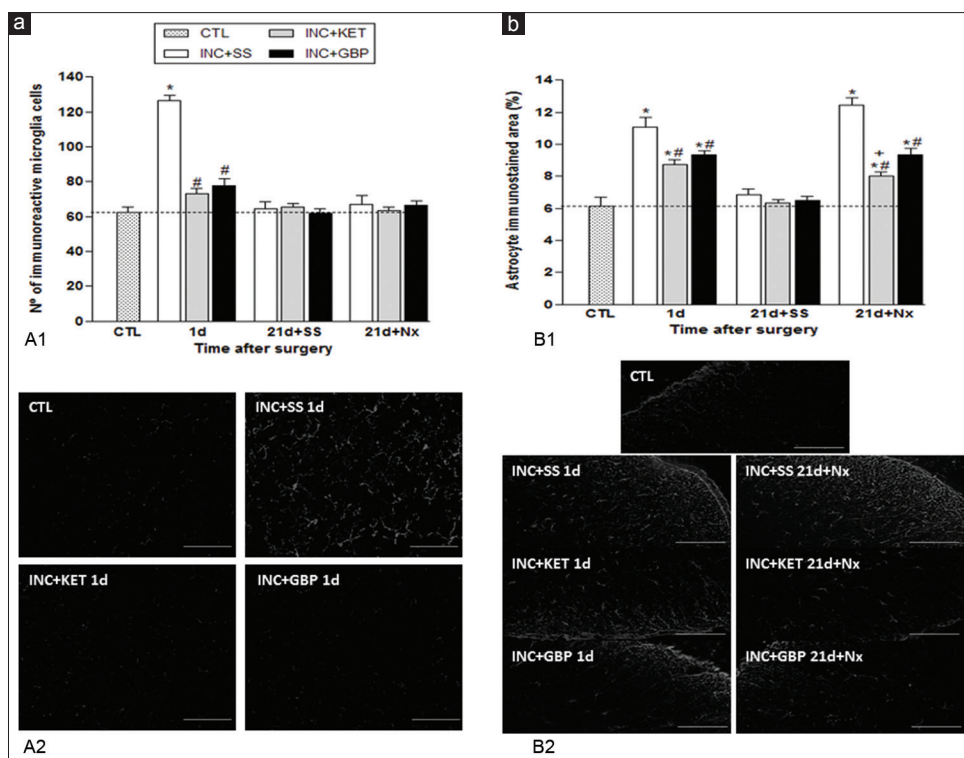 a
CTL
INC+KET
INC+SS
INC+GBP
Nº of immunoreactive microglia cells
140
120
100
80
60
40
20
0
*
#
#
CTL
1d
21d+SS
21d+Nx
Time after surgery
A1
CTL
INC+SS 1d
INC+KET 1d
INC+GBP 1d
A2
b
Astrocyte immunostained area (%)
14
12
10
8
6
4
2
0
*
*#
*#
*
+
*#
*#
CTL
1d
21d+SS
21d+Nx
Time after surgery
B1
CTL
INC+SS 1d
INC+SS 21d+Nx
INC+KET 1d
INC+KET 21d+Nx
INC+GBP 1d
INC+GBP 21d+Nx
B2